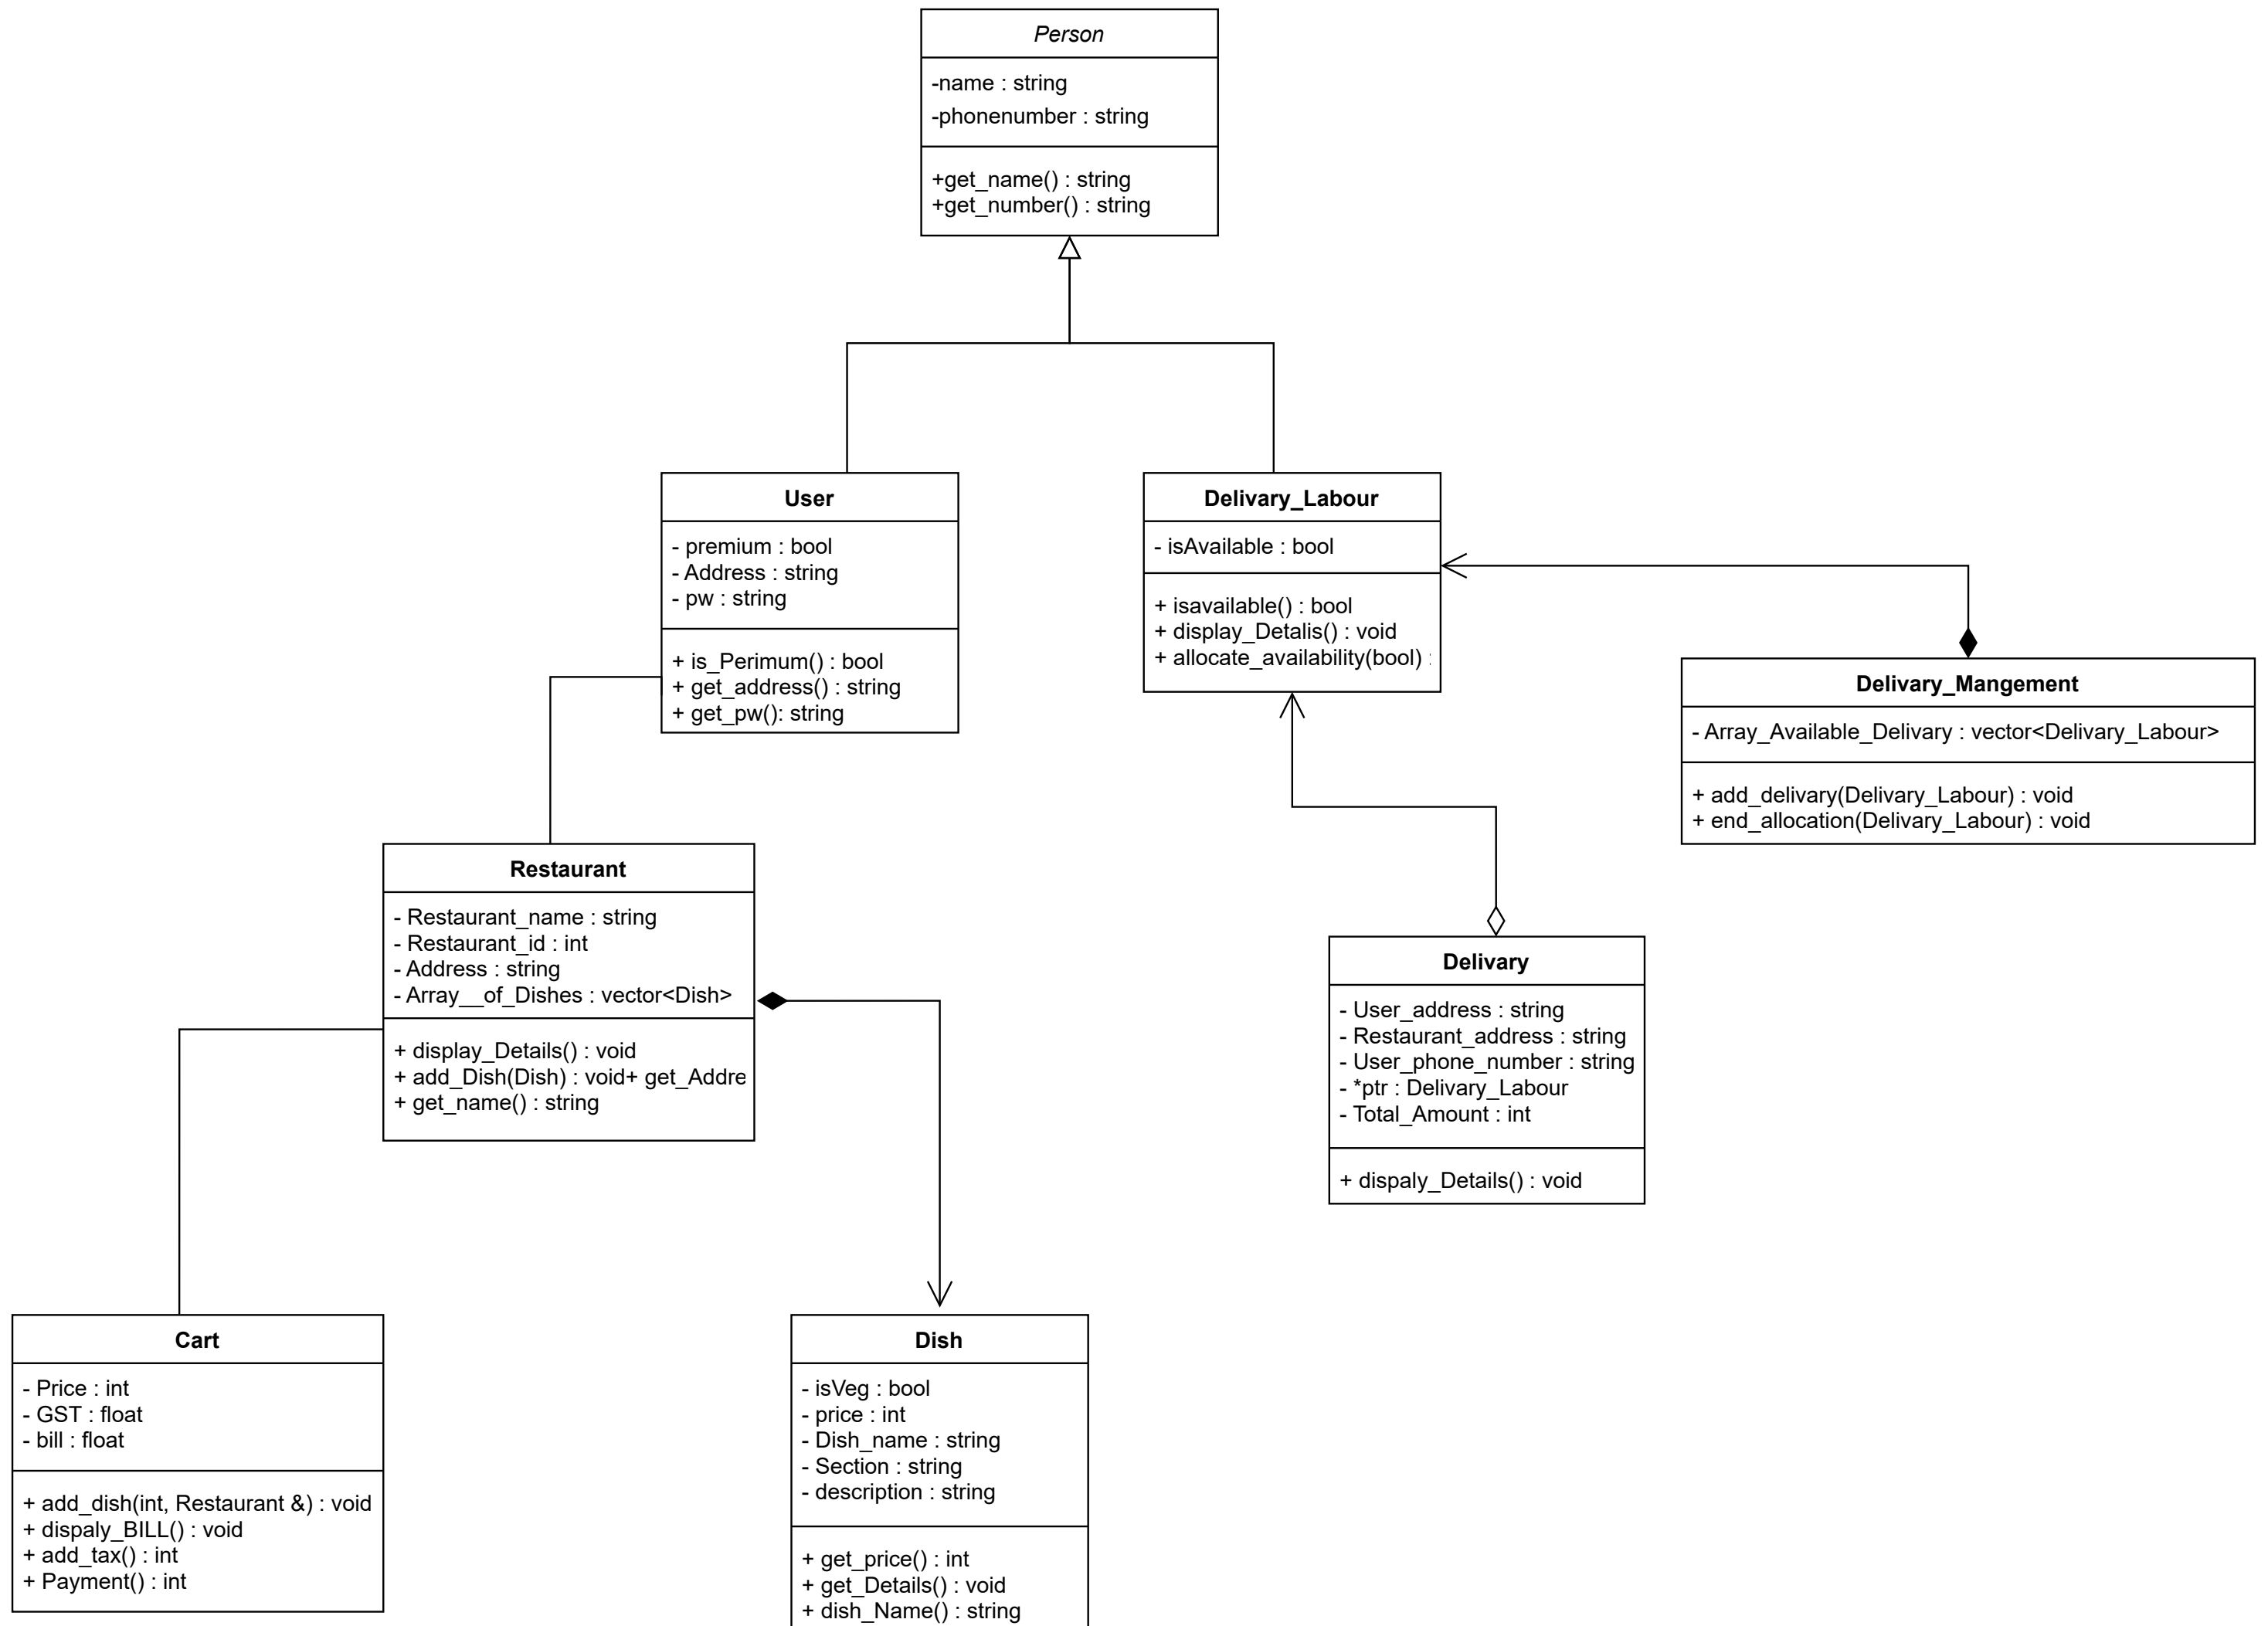 Person
-name : string
-phonenumber : string
+get_name() : string
+get_number() : string
User
- premium : bool
- Address : string
- pw : string
+ is_Perimum() : bool
+ get_address() : string
+ get_pw(): string
Delivary_Labour
- isAvailable : bool
+ isavailable() : bool
+ display_Detalis() : void
+ allocate_availability(bool) :
Delivary_Mangement
- Array_Available_Delivary : vector<Delivary_Labour>
+ add_delivary(Delivary_Labour) : void
+ end_allocation(Delivary_Labour) : void
Restaurant
- Restaurant_name : string
- Restaurant_id : int
- Address : string
- Array__of_Dishes : vector<Dish>
+ display_Details() : void
+ add_Dish(Dish) : void+ get_Addre
+ get_name() : string
Delivary
- User_address : string
- Restaurant_address : string
- User_phone_number : string
- *ptr : Delivary_Labour
- Total_Amount : int
+ dispaly_Details() : void
Cart
- Price : int
- GST : float
- bill : float
+ add_dish(int, Restaurant &) : void
+ dispaly_BILL() : void
+ add_tax() : int
+ Payment() : int
Dish
- isVeg : bool
- price : int
- Dish_name : string
- Section : string
- description : string
+ get_price() : int
+ get_Details() : void
+ dish_Name() : string